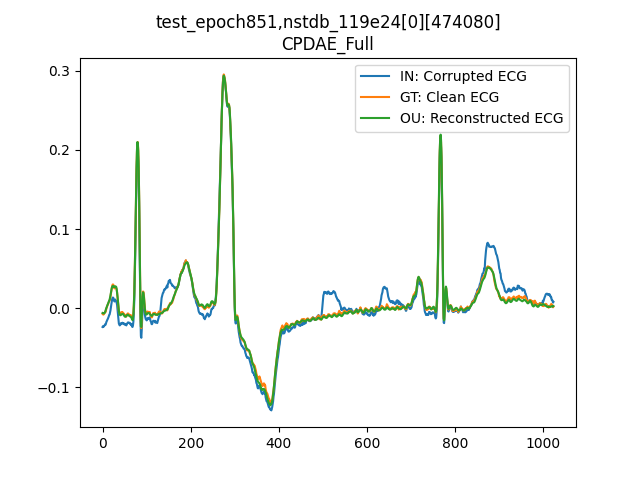 test_epoch851,nstdb_119e24[0][474080]
CPDAE_Full
IN: Corrupted ECG
GT: Clean ECG
OU: Reconstructed ECG
0.3
0.2
0.1
0.0
−0.1
0 200 400 600 800 1000